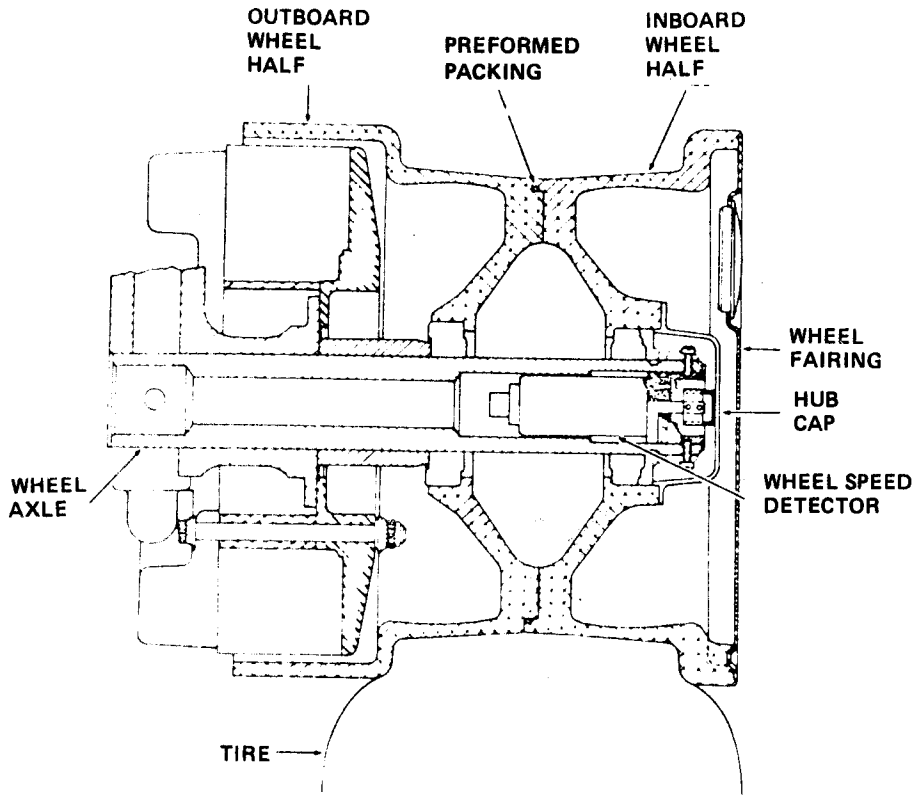 OUTBOARD
WHEEL
HALF
PREFORMED
PACKING
INBOARD
WHEEL
HALF
WHEEL
FAIRING
HUB
CAP
WHEEL
AXLE
WHEEL SPEED
DETECTOR
TIRE